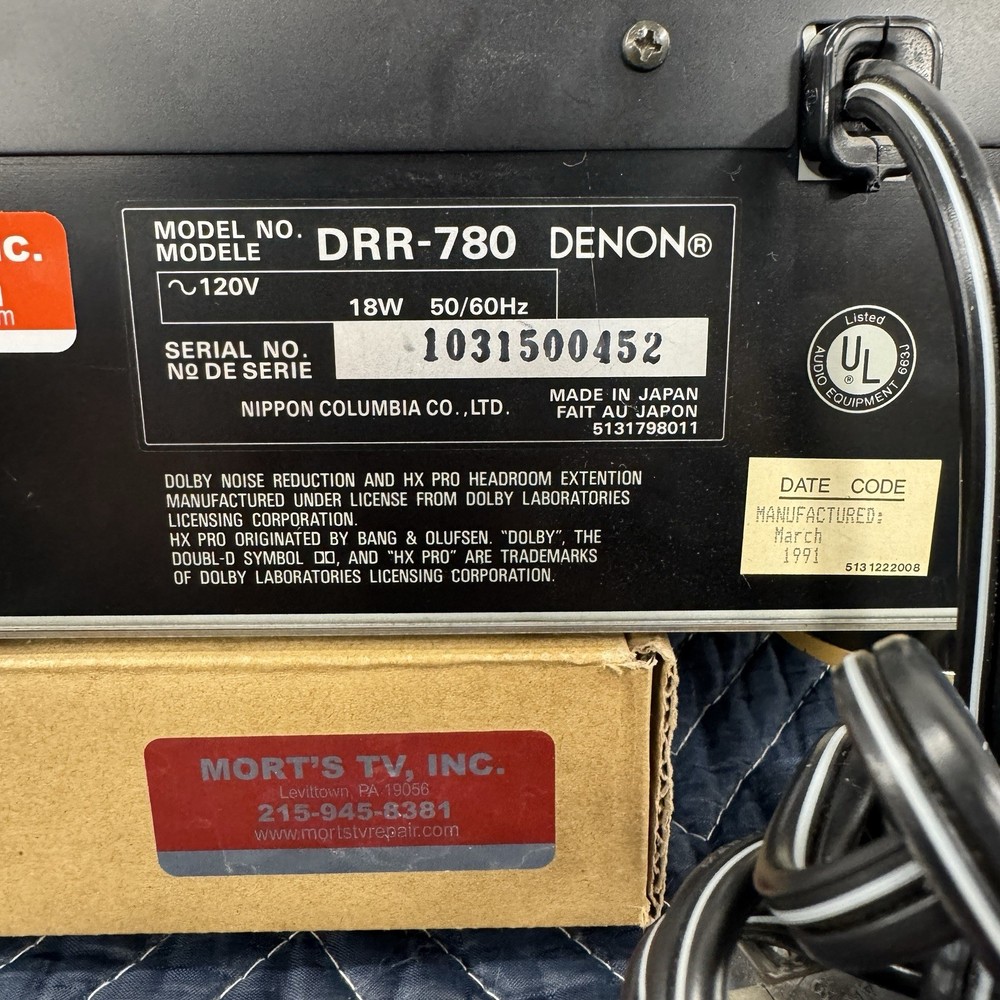 MODEL NO.
MODELE
DRR-780 DENON®
~120V
18W 50/60Hz
SERIAL NO.
Nº DE SERIE
1031500452
NIPPON COLUMBIA CO.,LTD.
MADE IN JAPAN
FAIT AU JAPON
5131798011
Listed
UL®
AUDIO EQUIPMENT 663J
DOLBY NOISE REDUCTION AND HX PRO HEADROOM EXTENTION
MANUFACTURED UNDER LICENSE FROM DOLBY LABORATORIES
LICENSING CORPORATION.
HX PRO ORIGINATED BY BANG & OLUFSEN. "DOLBY", THE
DOUBL-D SYMBOL, AND "HX PRO" ARE TRADEMARKS
OF DOLBY LABORATORIES LICENSING CORPORATION.
DATE CODE
MANUFACTURED:
March
1991
5131222008
MORT'S TV, INC.
Levittown, PA 19056
215-945-8381
www.mortstvrepair.com